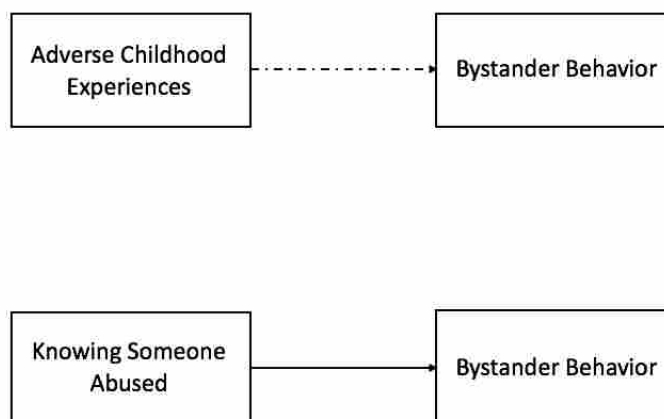 Adverse Childhood
Experiences
Bystander Behavior
Knowing Someone
Abused
Bystander Behavior